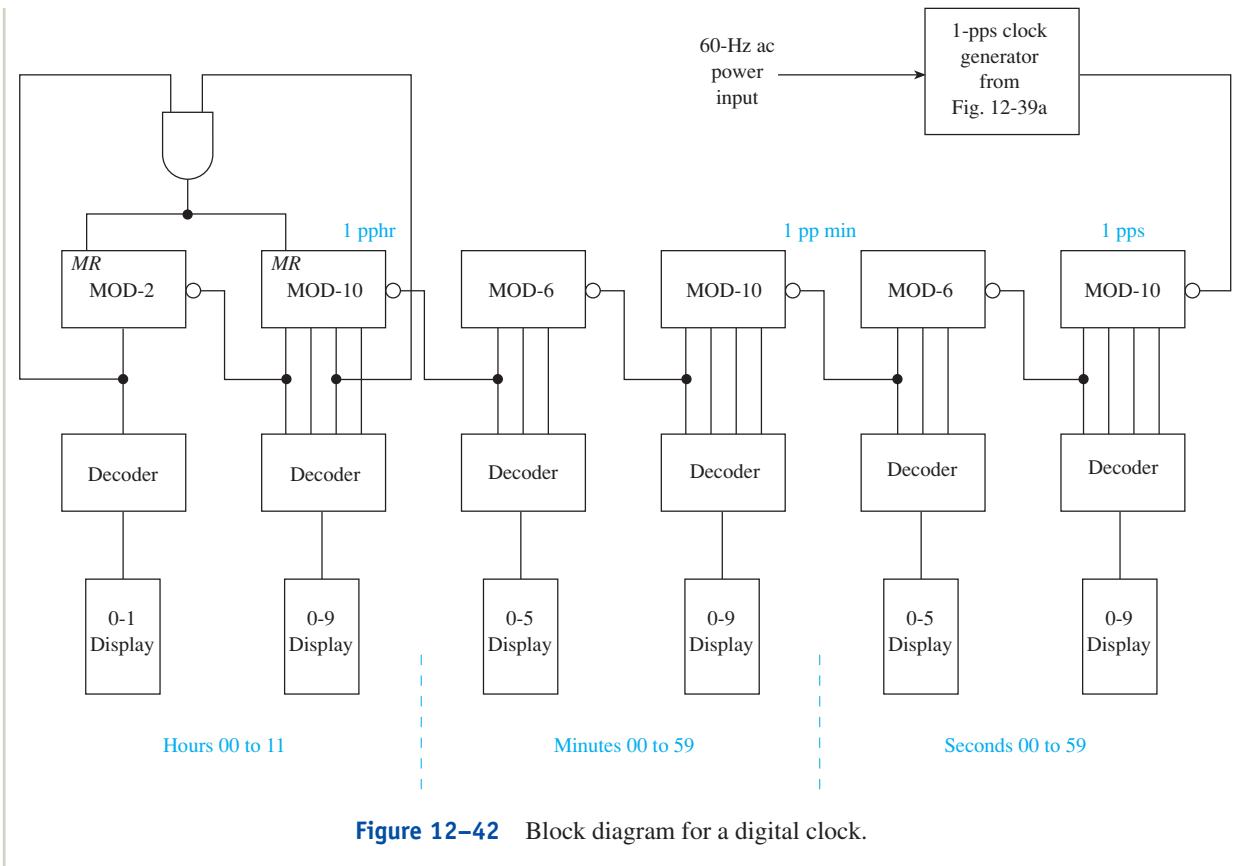 60-Hz ac
power
input
1-pps clock
generator
from
Fig. 12-39a
1 pphr
1 pp min
1 pps
MR
MOD-2
MR
MOD-10
MOD-6
MOD-10
MOD-6
MOD-10
Decoder
Decoder
Decoder
Decoder
Decoder
Decoder
0-1
Display
0-9
Display
0-5
Display
0-9
Display
0-5
Display
0-9
Display
Hours 00 to 11
Minutes 00 to 59
Seconds 00 to 59
Figure 12–42 Block diagram for a digital clock.